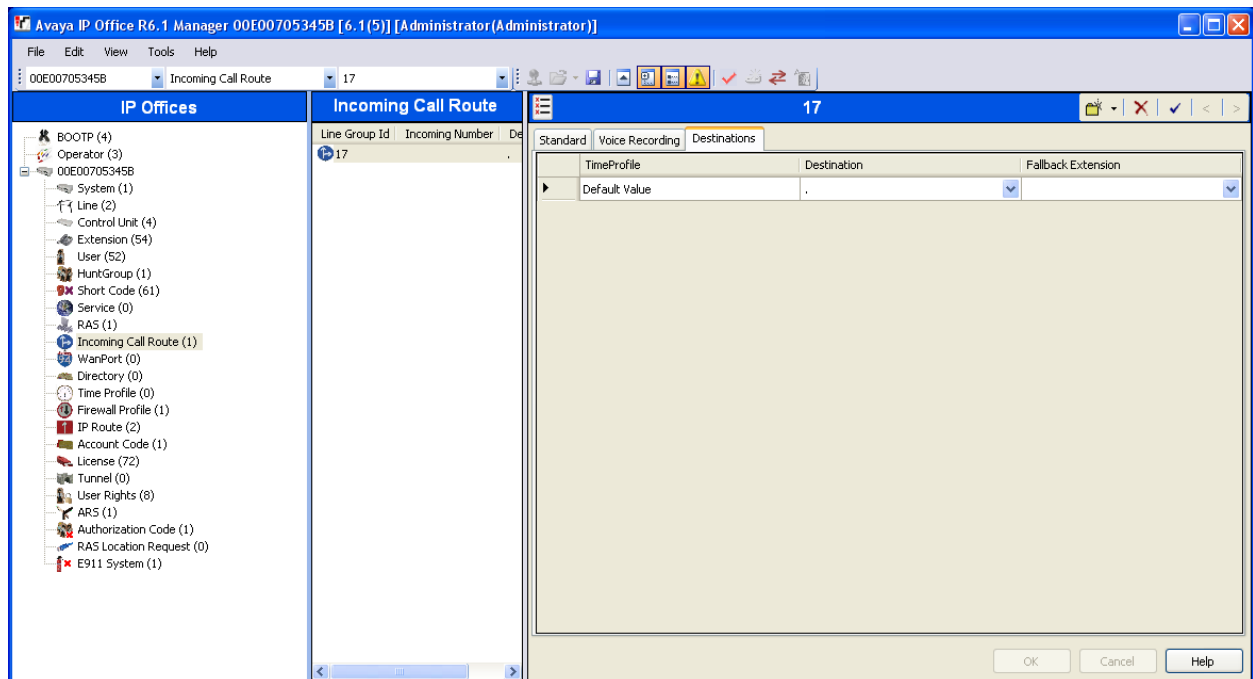 Avaya IP Office R6.1 Manager 00E00705345B [6.1(5)] [Administrator(Administrator)]
File Edit View Tools Help
00E00705345B Incoming Call Route 17
IP Offices
BOOTP (4)
Operator (3)
00E00705345B
System (1)
Line (2)
Control Unit (4)
Extension (54)
User (52)
HuntGroup (1)
Short Code (61)
Service (0)
RAS (1)
Incoming Call Route (1)
WanPort (0)
Directory (0)
Time Profile (0)
Firewall Profile (1)
IP Route (2)
Account Code (1)
License (72)
Tunnel (0)
User Rights (8)
ARS (1)
Authorization Code (1)
RAS Location Request (0)
E911 System (1)
Incoming Call Route
Line Group Id Incoming Number De
17 .
17
Standard Voice Recording Destinations
TimeProfile Destination Fallback Extension
Default Value .
OK Cancel Help